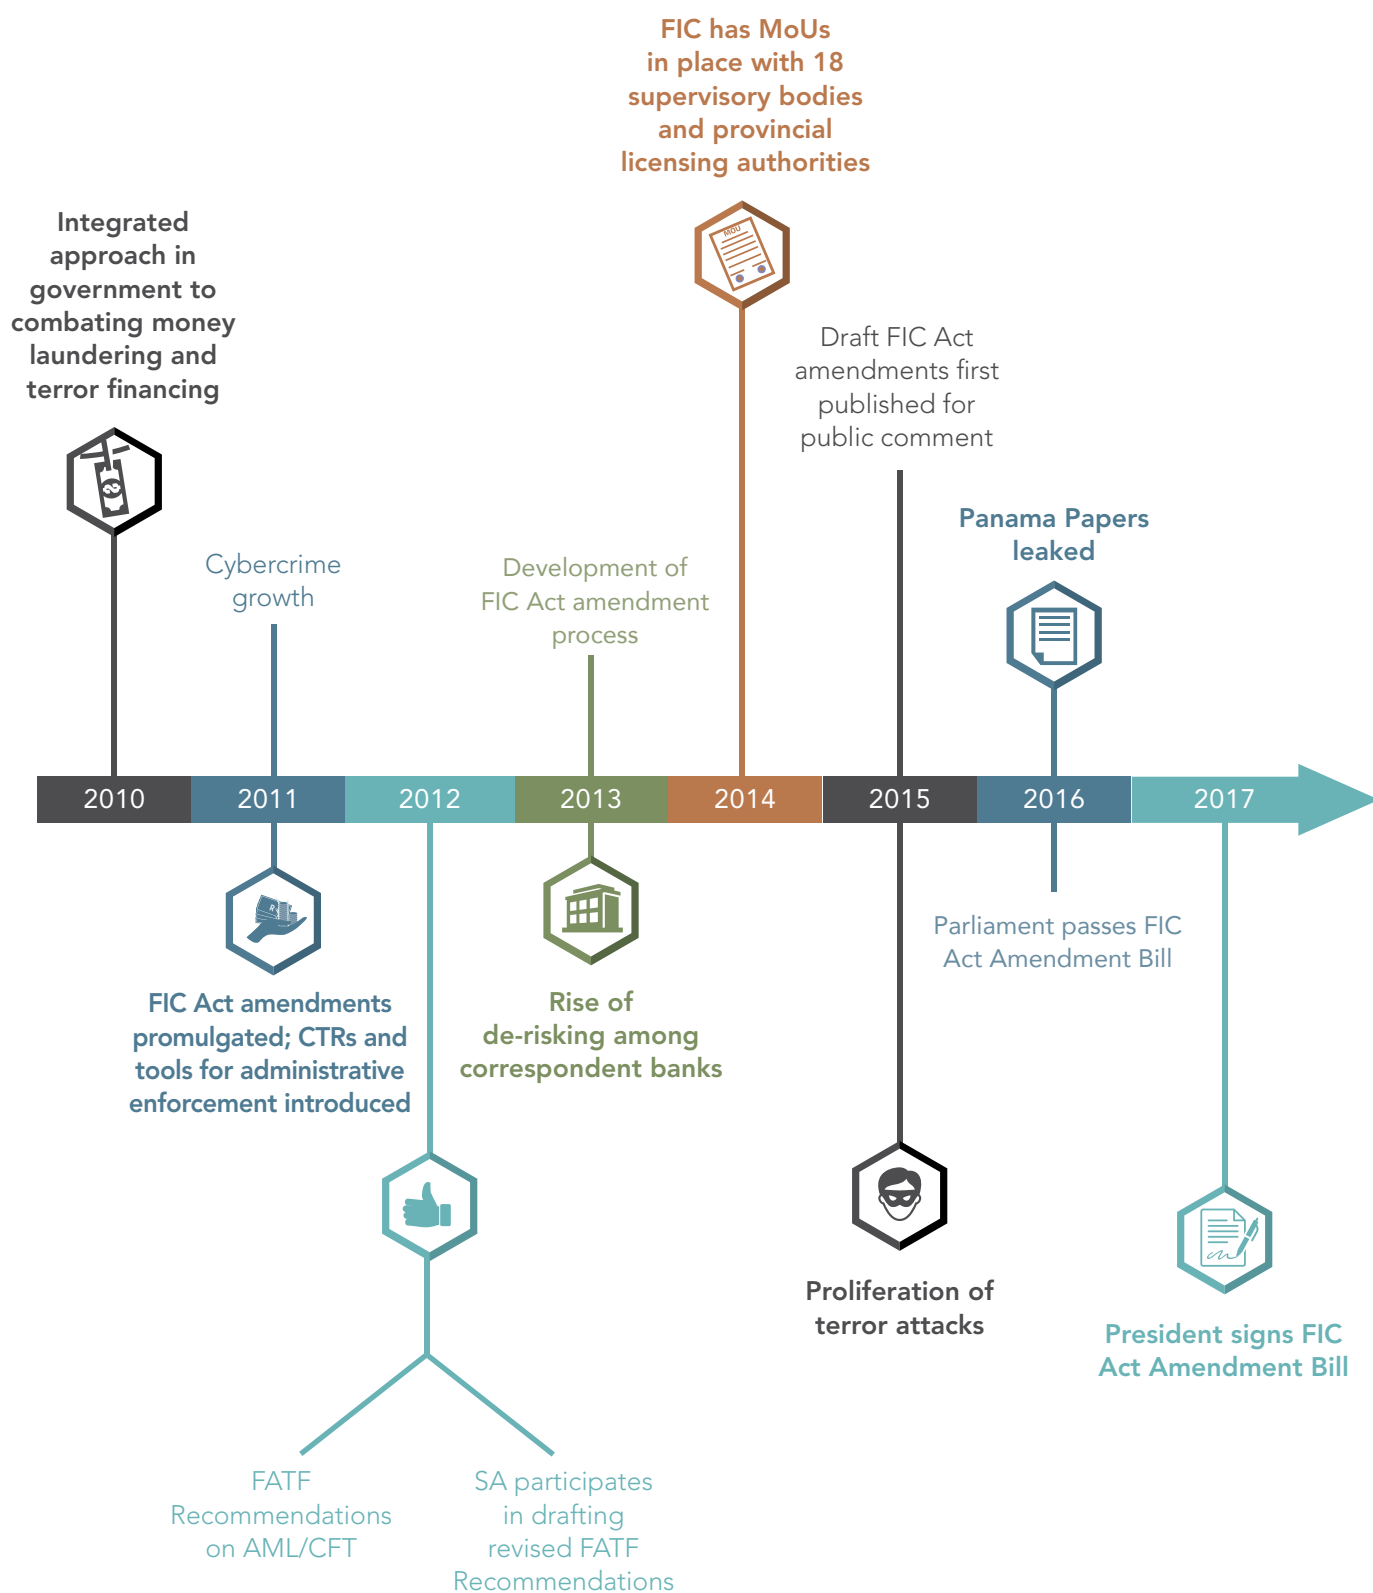 FIC has MoUs
in place with 18
supervisory bodies
and provincial
licensing authorities
MOU
Integrated
approach in
government to
combating money
laundering and
terror financing
Draft FIC Act
amendments first
published for
public comment
Panama Papers
leaked
Cybercrime
growth
Development of
FIC Act amendment
process
2010
2011
2012
2013
2014
2015
2016
2017
FIC Act amendments
promulgated; CTRs and
tools for administrative
enforcement introduced
Rise of
de-risking among
correspondent banks
Parliament passes FIC
Act Amendment Bill
Proliferation of
terror attacks
President signs FIC
Act Amendment Bill
FATF
Recommendations
on AML/CFT
SA participates
in drafting
revised FATF
Recommendations